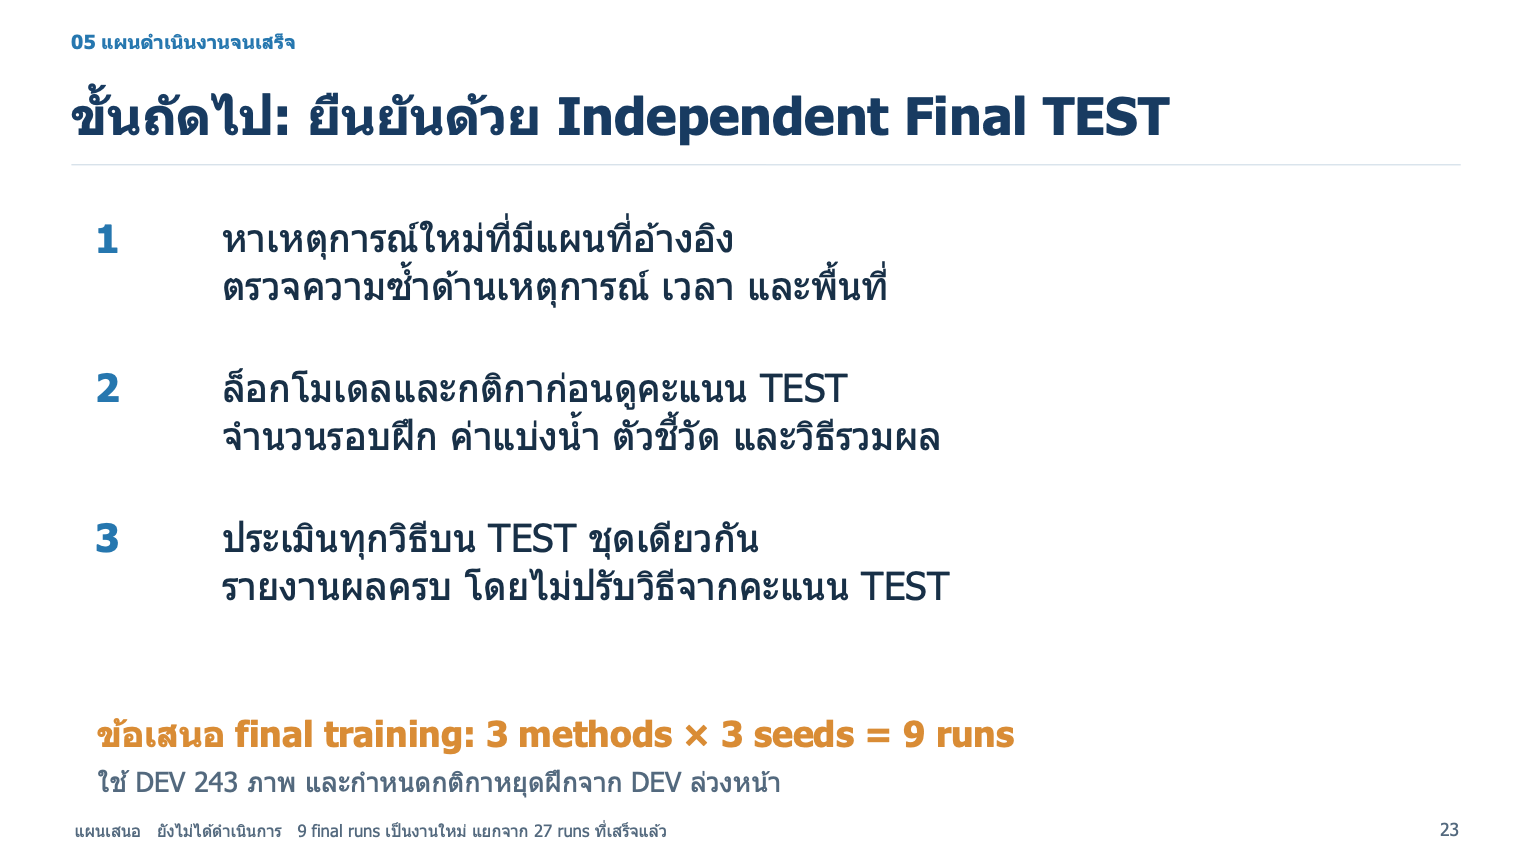 05 แผนดำเนินงานจนเสร็จ
ขั้นถัดไป: ยืนยันด้วย Independent Final TEST
1
หาเหตุการณ์ใหม่ที่มีแผนที่อ้างอิง
ตรวจความซ้ำด้านเหตุการณ์ เวลา และพื้นที่
2
ล็อกโมเดลและกติกาก่อนดูคะแนน TEST
จำนวนรอบฝึก ค่าแบ่งน้ำ ตัวชี้วัด และวิธีรวมผล
3
ประเมินทุกวิธีบน TEST ชุดเดียวกัน
รายงานผลครบ โดยไม่ปรับวิธีจากคะแนน TEST
ข้อเสนอ final training: 3 methods × 3 seeds = 9 runs
ใช้ DEV 243 ภาพ และกำหนดกติกาหยุดฝึกจาก DEV ล่วงหน้า
แผนเสนอ ยังไม่ได้ดำเนินการ 9 final runs เป็นงานใหม่ แยกจาก 27 runs ที่เสร็จแล้ว
23